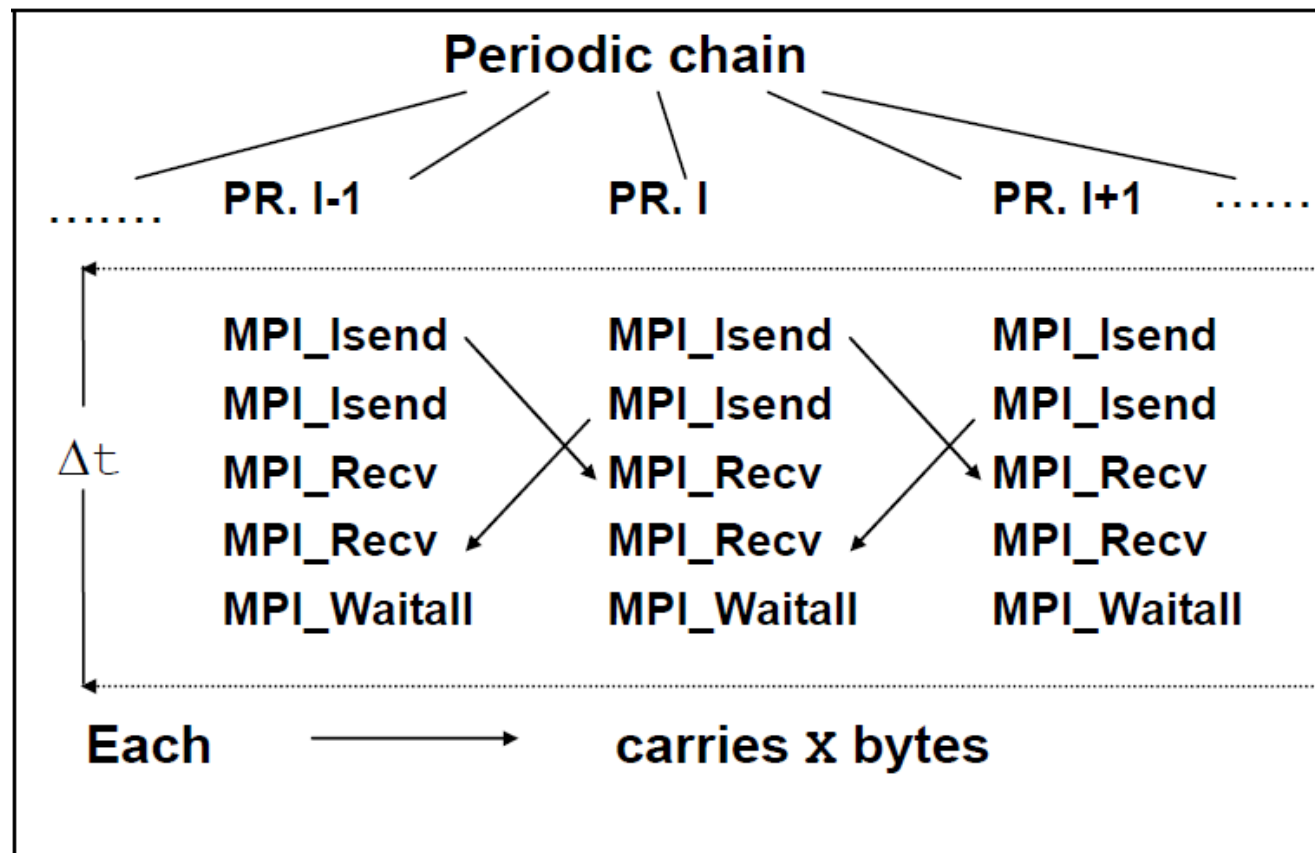 Periodic chain
....... PR. I-1 PR. I PR. I+1 ......
MPI_Isend MPI_Isend MPI_Isend
MPI_Isend MPI_Isend MPI_Isend
Δt MPI_Recv MPI_Recv MPI_Recv
MPI_Recv MPI_Recv MPI_Recv
MPI_Waitall MPI_Waitall MPI_Waitall
Each carries x bytes